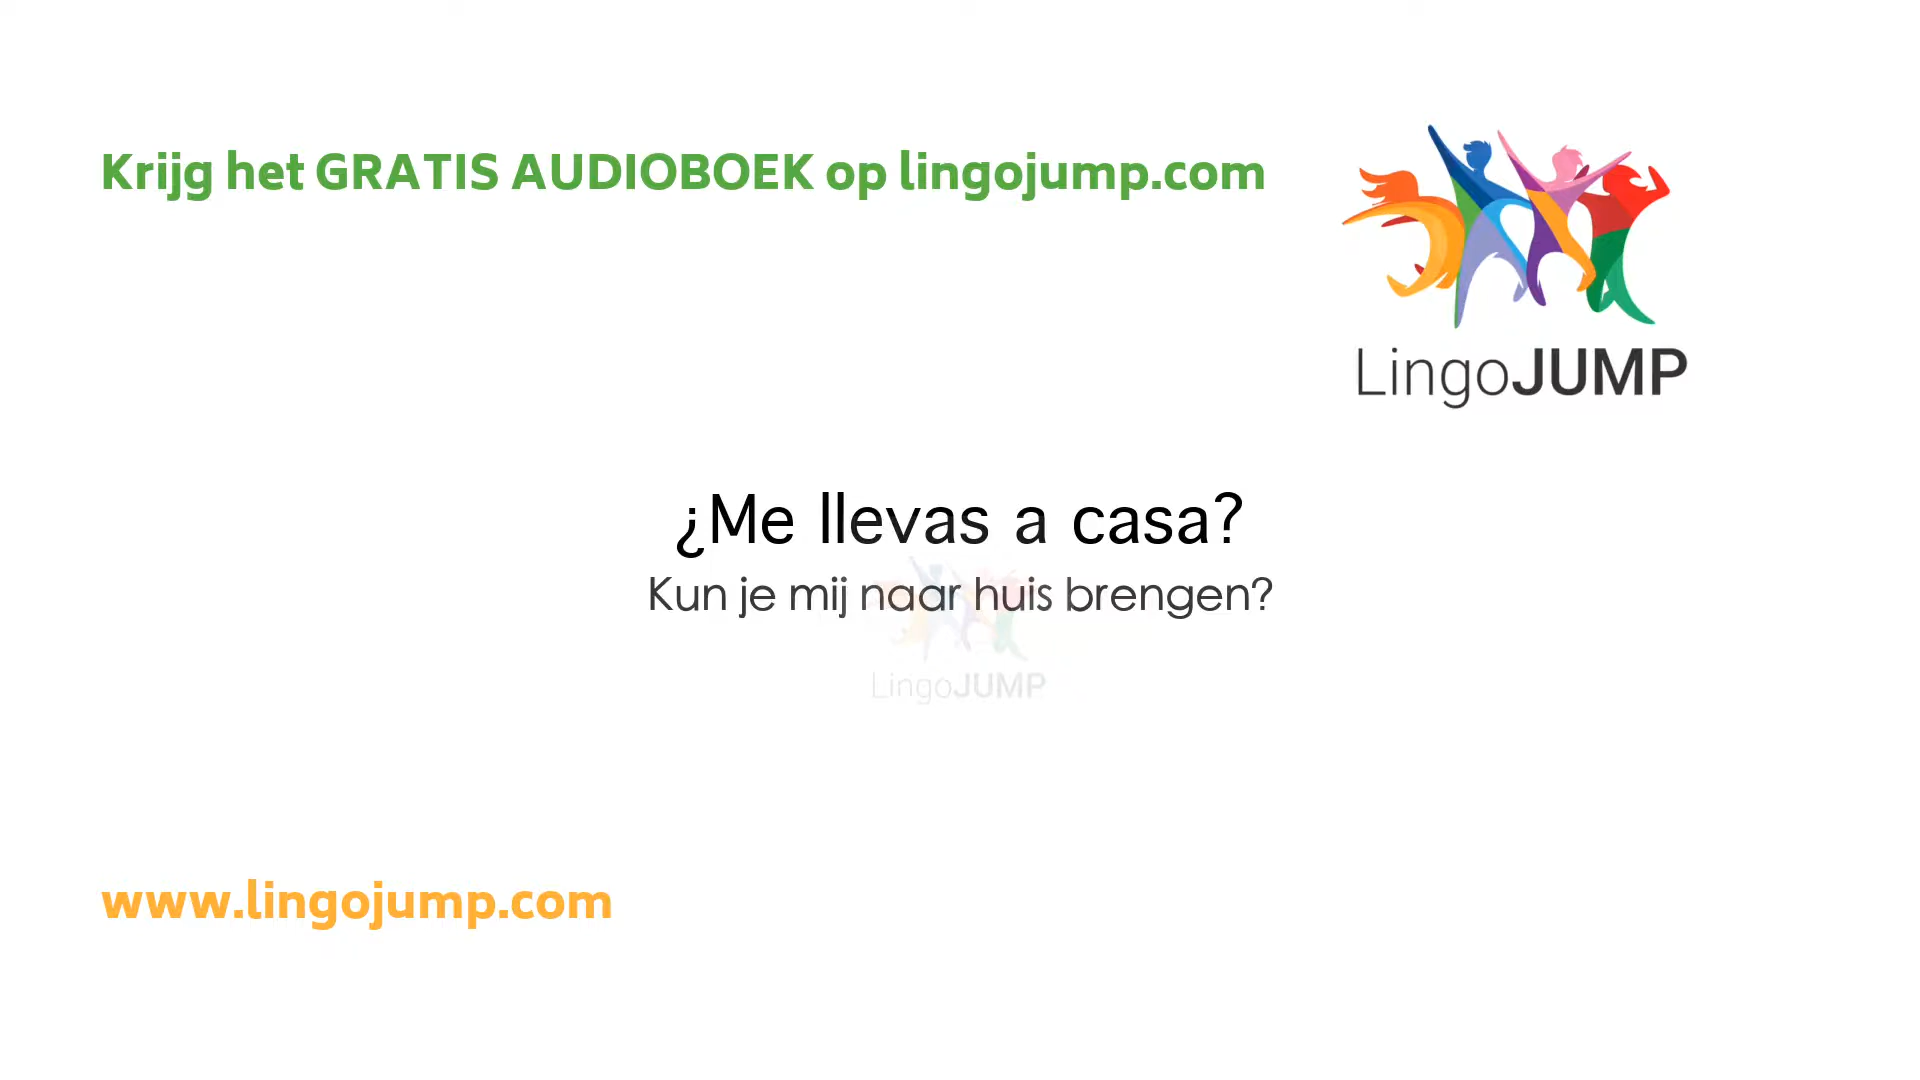 Krijg het GRATIS AUDIOBOEK op lingojump.com
LingoJUMP
¿Me llevas a casa?
Kun je mij naar huis brengen?
LingoJUMP
www.lingojump.com